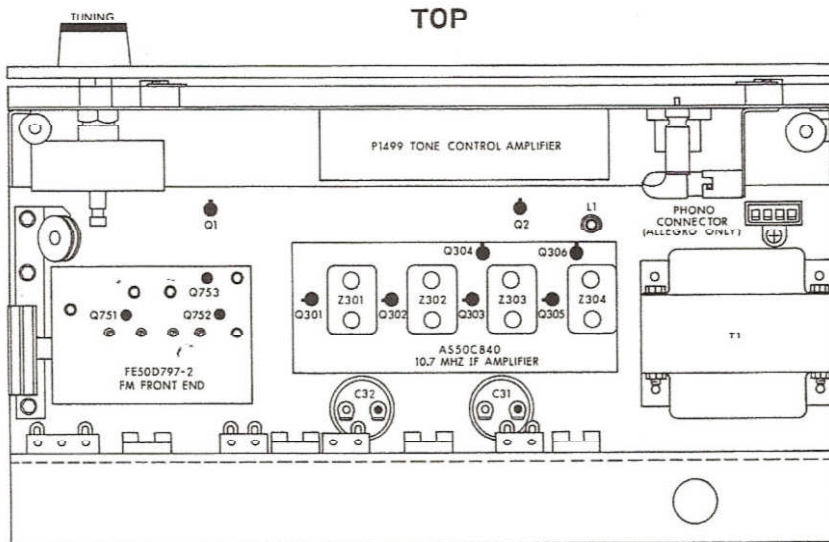 TOP
TUNING
P1499 TONE CONTROL AMPLIFIER
Q1
Q2
L1
PHONO
CONNECTOR
(ALLEGRO ONLY)
Q304
Q306
Q753
Q751
Q752
Q301
Z301
Q302
Z302
Q303
Z303
Q305
Z304
T1
FE50D797-2
FM FRONT END
AS50C840
10.7 MHZ IF AMPLIFIER
C32
C31